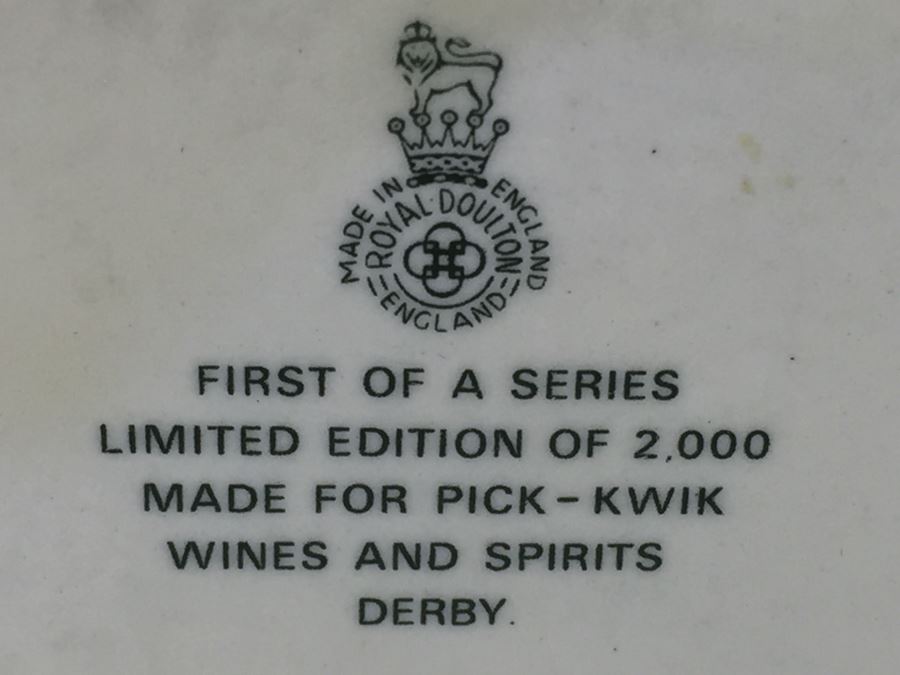 MADE IN ENGLAND
ROYAL DOULTON
ENGLAND
FIRST OF A SERIES
LIMITED EDITION OF 2,000
MADE FOR PICK-KWIK
WINES AND SPIRITS
DERBY.